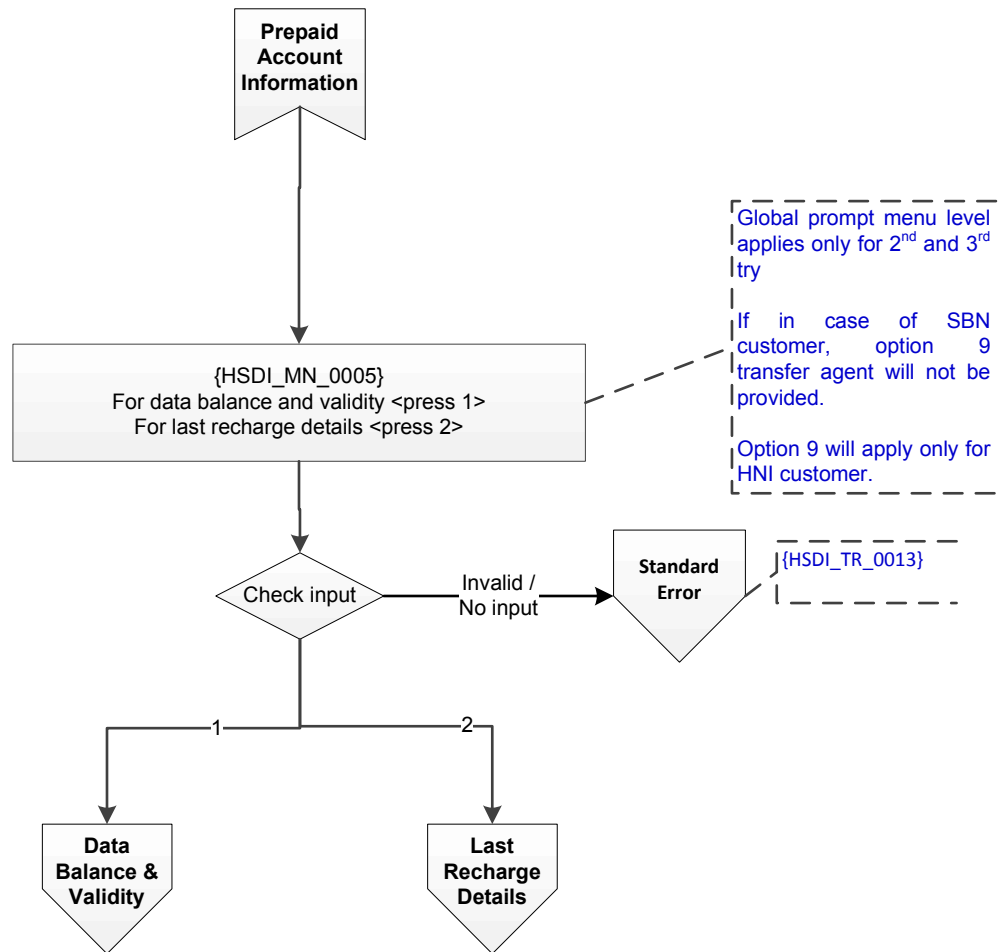 Prepaid
Account
Information
Global prompt menu level
applies only for 2nd and 3rd
try
If in case of SBN
customer, option 9
transfer agent will not be
provided.
Option 9 will apply only for
HNI customer.
{HSDI_MN_0005}
For data balance and validity <press 1>
For last recharge details <press 2>
Check input
Invalid /
No input
Standard
Error
{HSDI_TR_0013}
1
2
Data
Balance &
Validity
Last
Recharge
Details